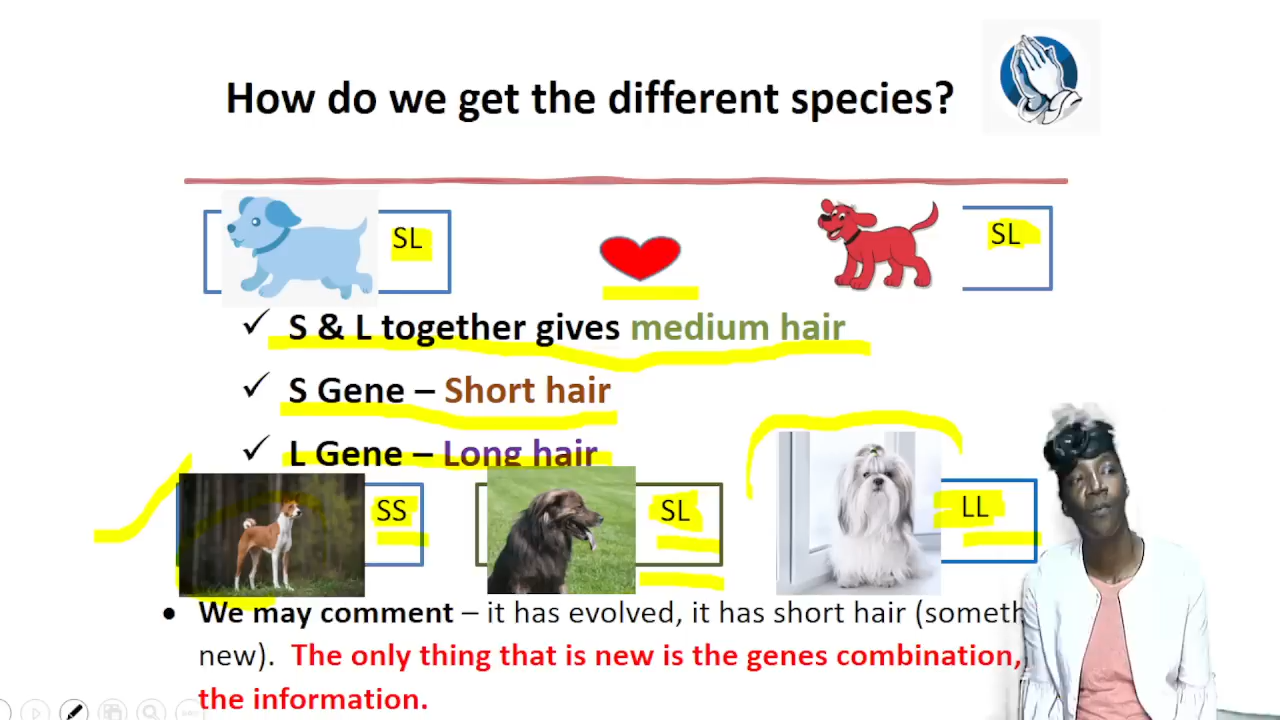 How do we get the different species?
SL
SL
✓ S & L together gives medium hair
✓ S Gene – Short hair
✓ L Gene – Long hair
SS
SL
LL
• We may comment – it has evolved, it has short hair (someth
new). The only thing that is new is the genes combination,
the information.